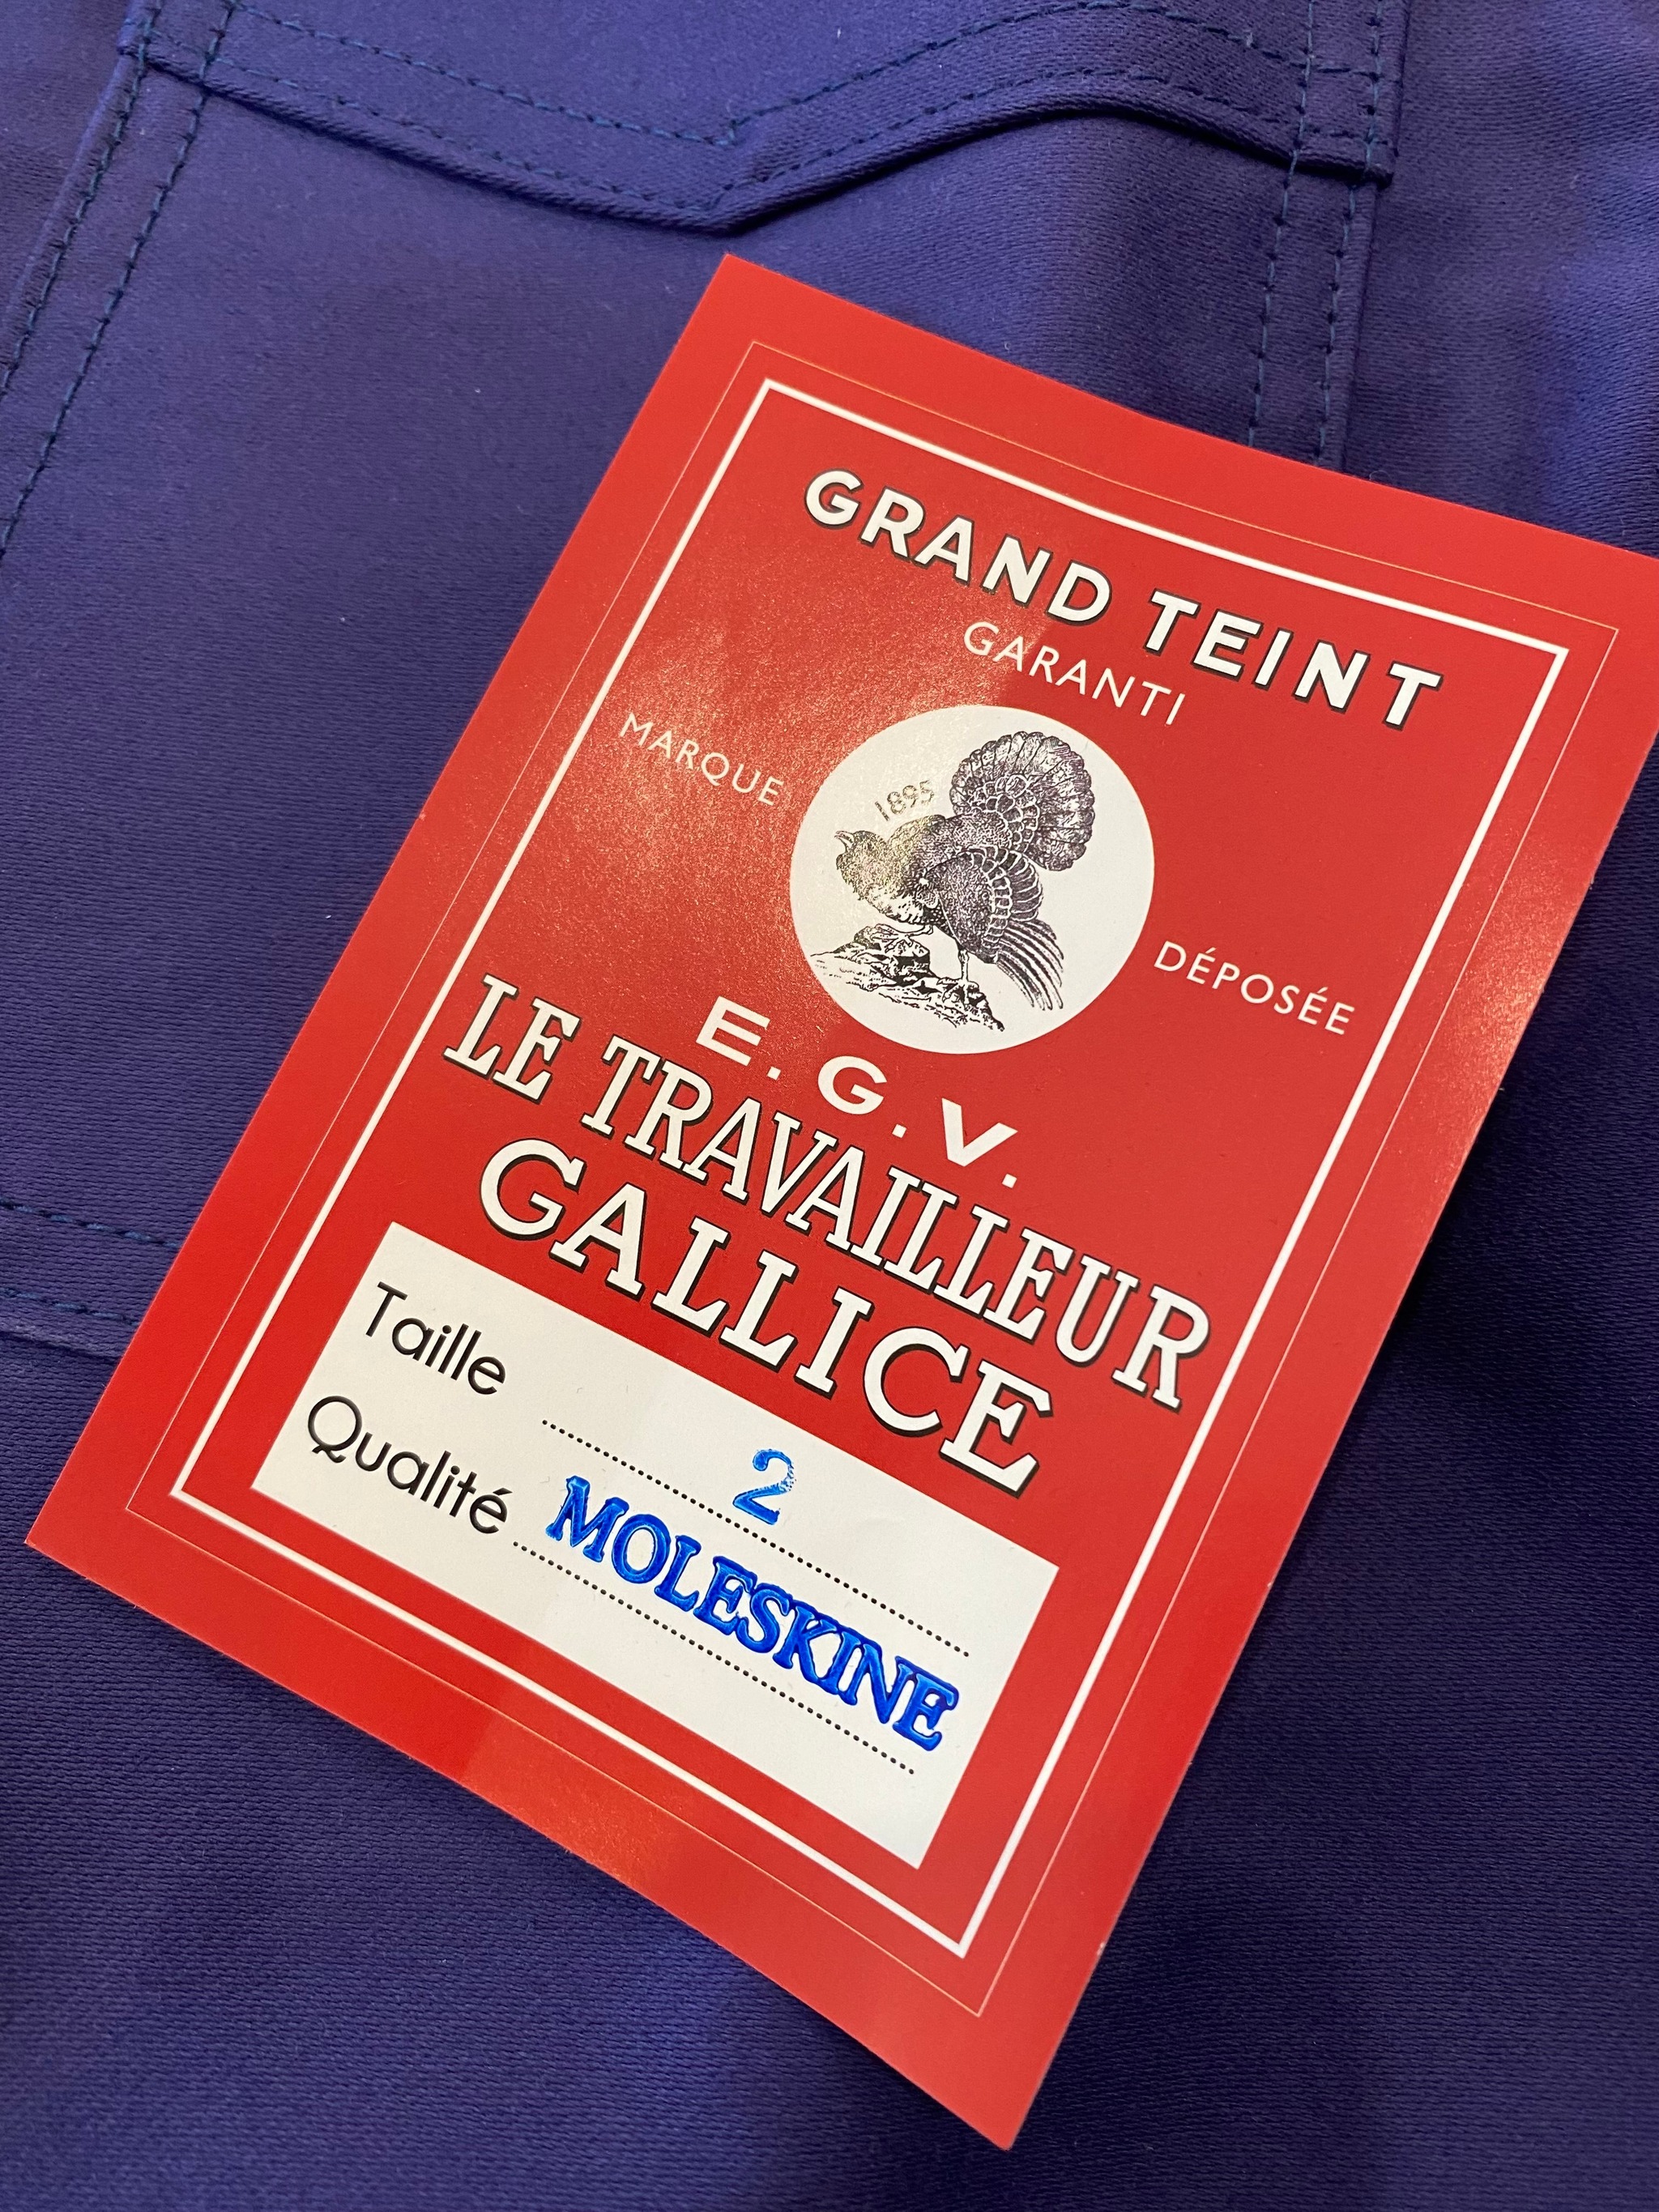 GRAND TEINT
GARANTI
MARQUE
1895
DÉPOSÉE
E.G.V.
LE TRAVAILLEUR
GALLICE
Taille 2
Qualité MOLESKINE